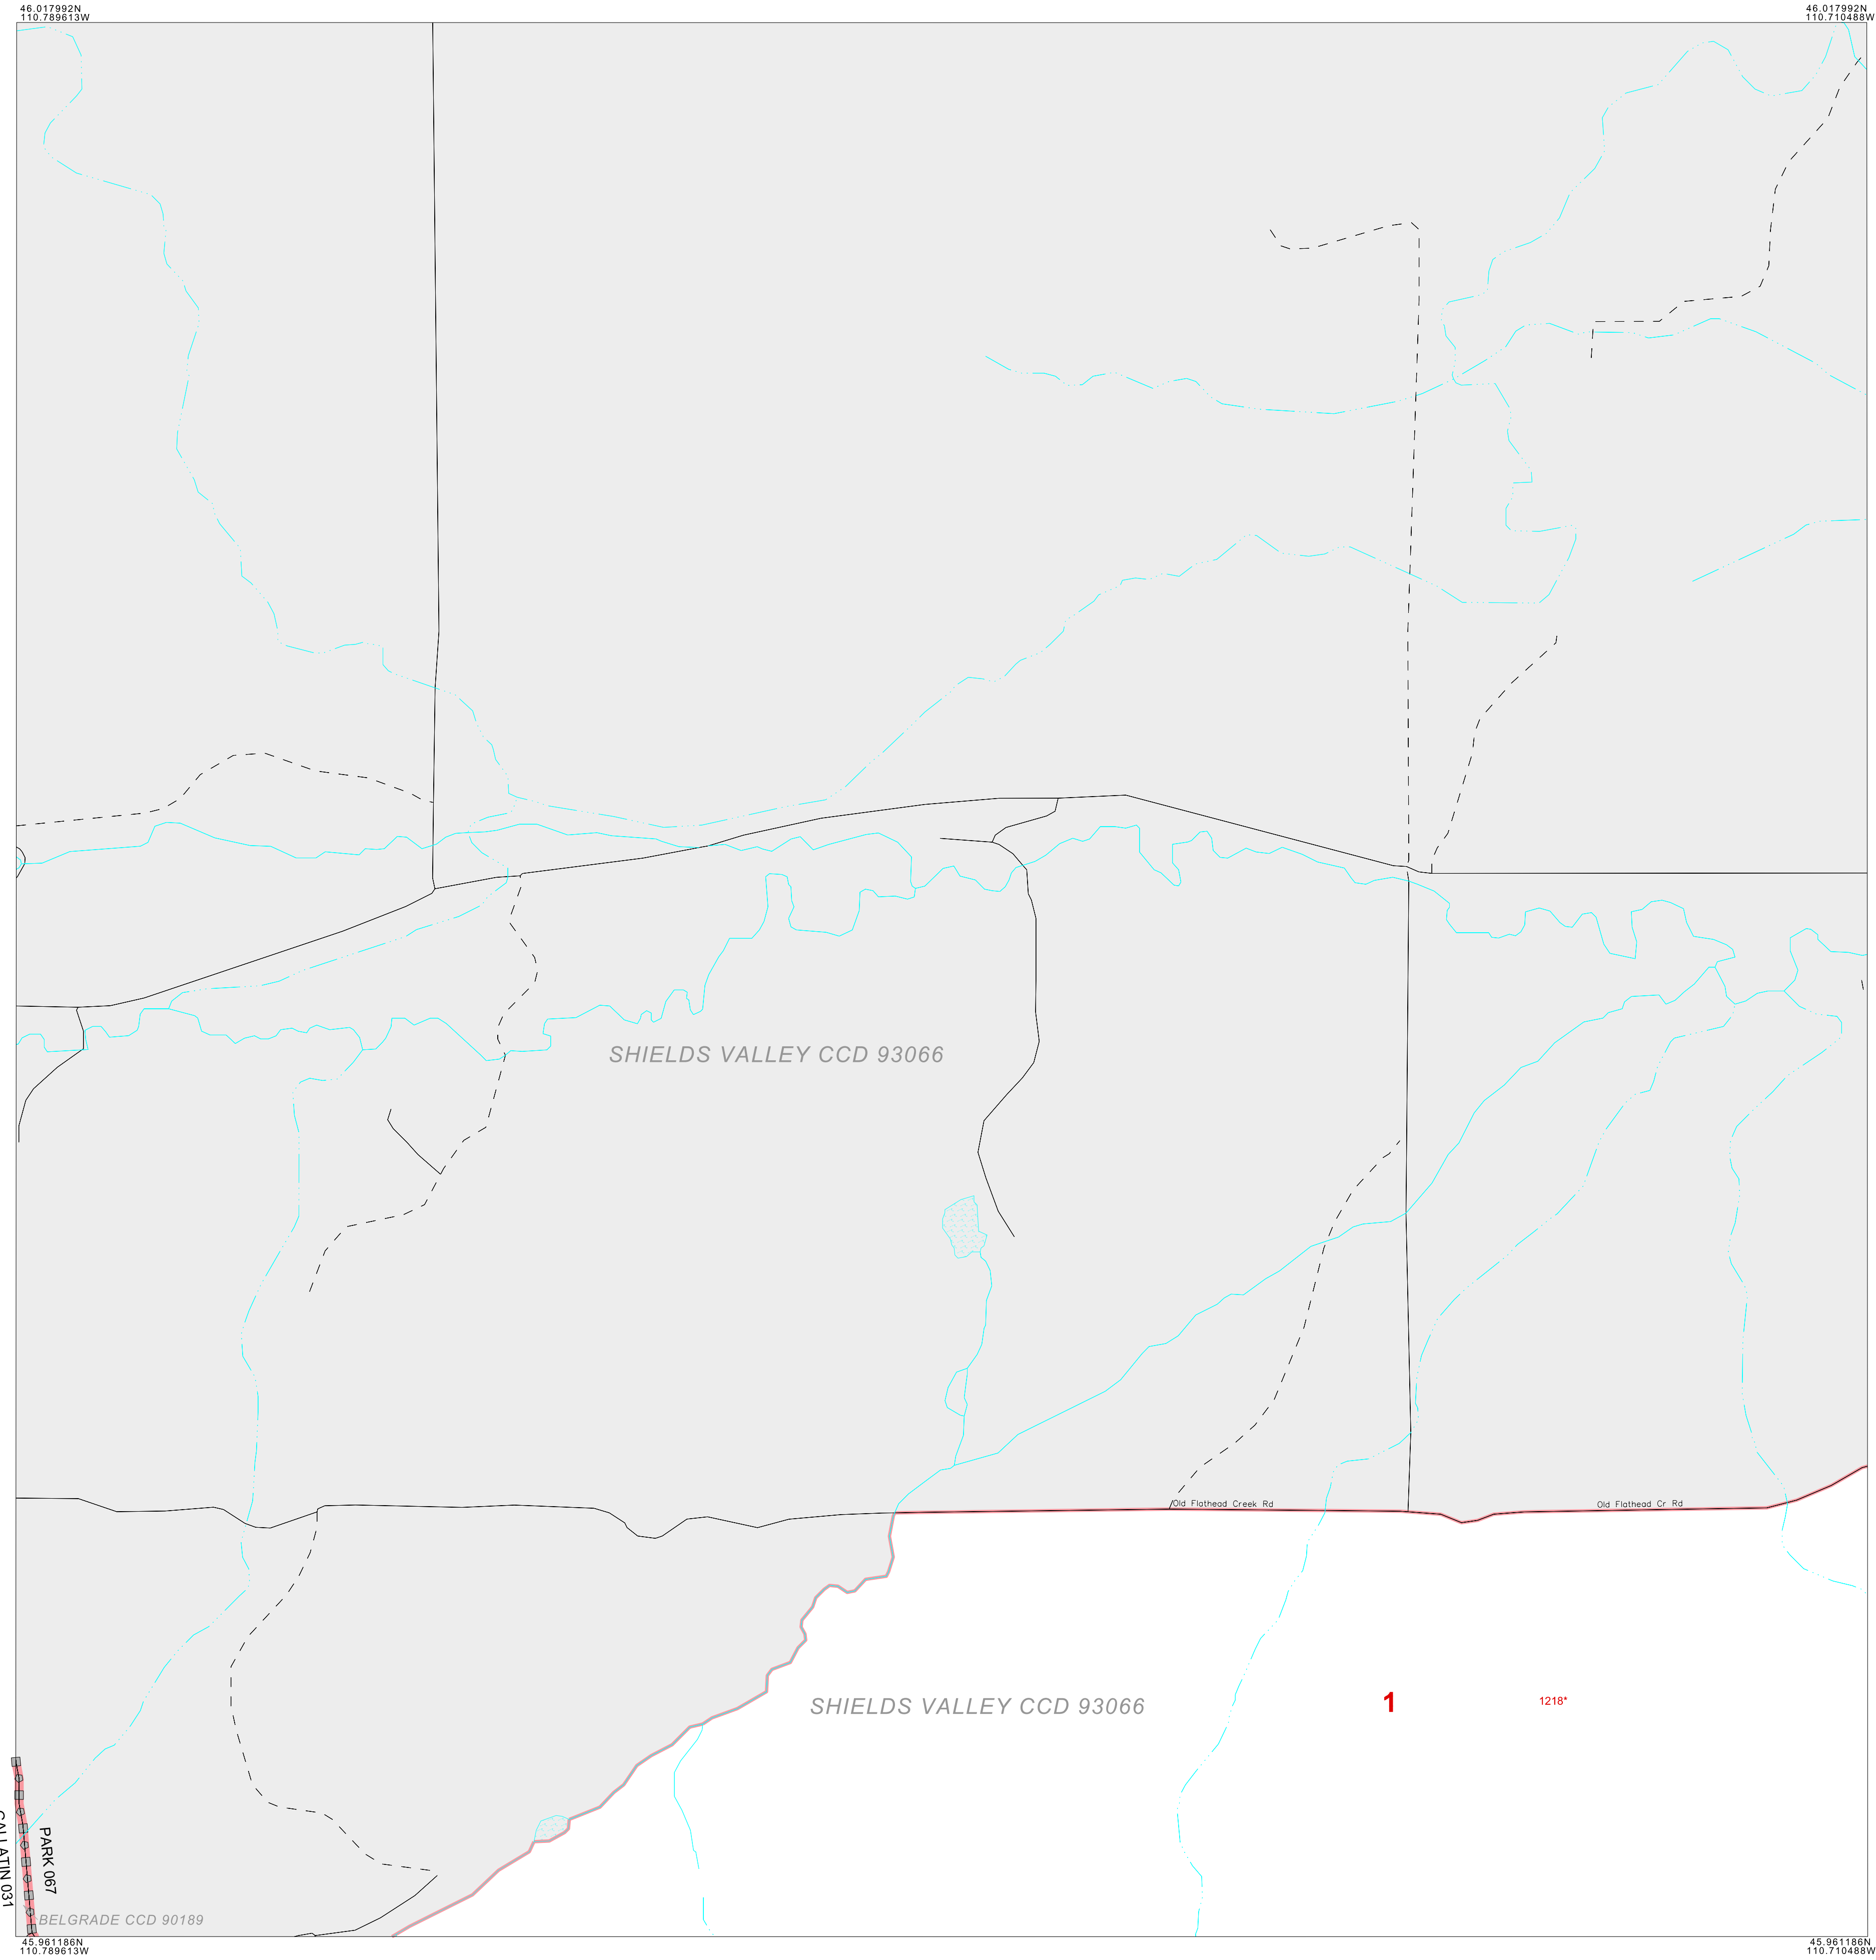 46.017992N
110.789613W
46.017992N
110.710488W
SHIELDS VALLEY CCD 93066
Old Flathead Creek Rd
Old Flathead Cr Rd
SHIELDS VALLEY CCD 93066
1
1218*
PARK 067
GALLATIN 031
BELGRADE CCD 90189
45.961186N
110.789613W
45.961186N
110.710488W